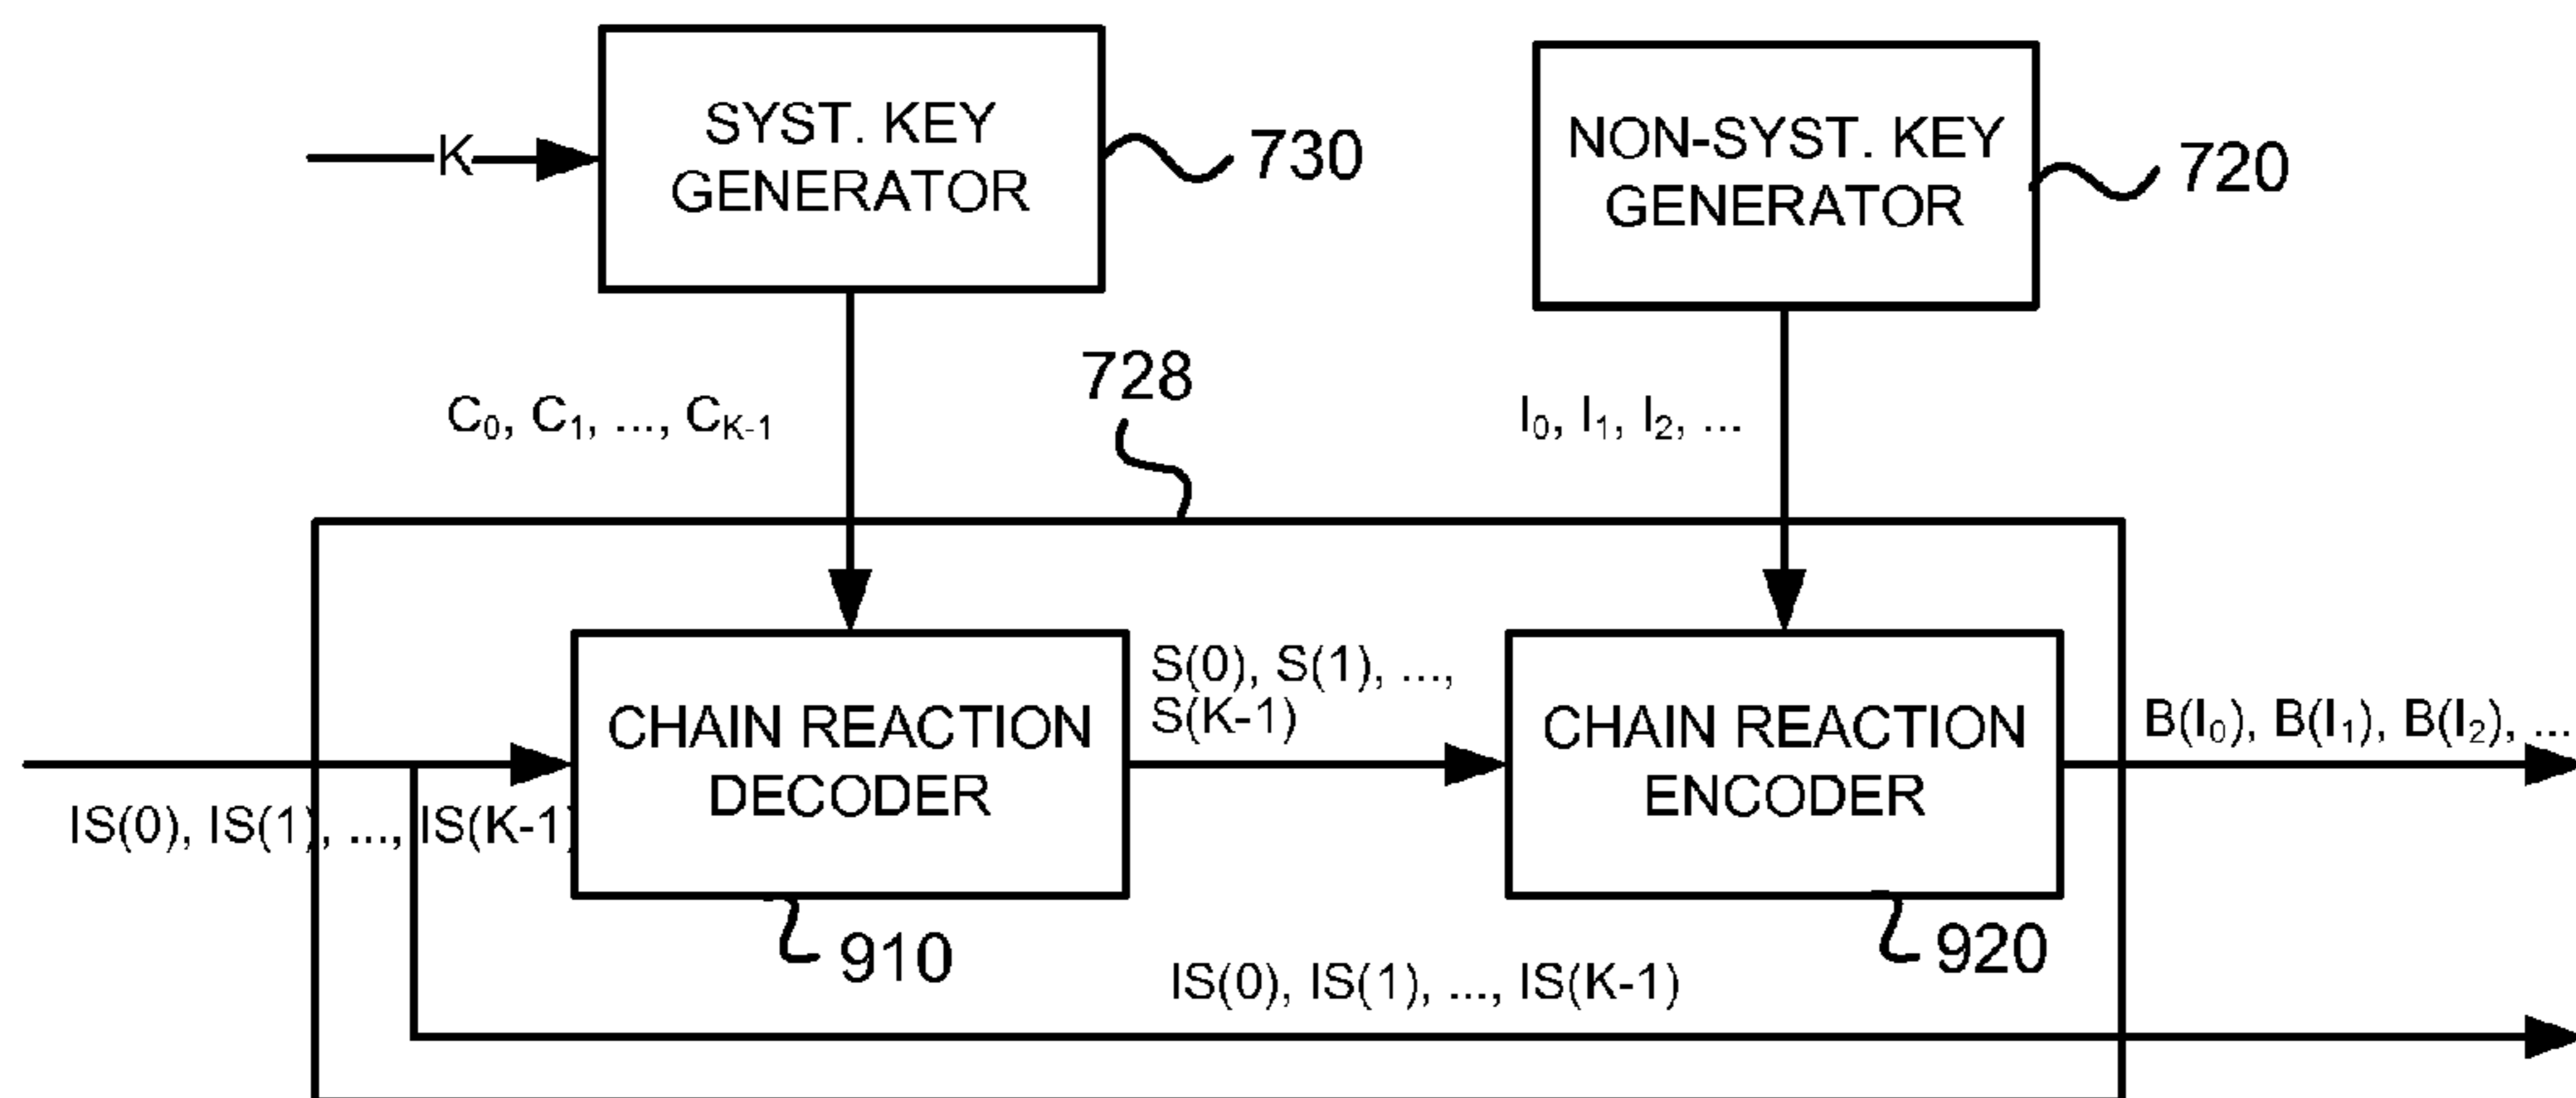 SYST. KEY
GENERATOR
K
730
NON-SYST. KEY
GENERATOR
720
728
C₀, C₁, ..., C_K-1
I₀, I₁, I₂, ...
IS(0), IS(1), ..., IS(K-1)
CHAIN REACTION
DECODER
910
S(0), S(1), ...,
S(K-1)
CHAIN REACTION
ENCODER
920
B(I₀), B(I₁), B(I₂), ...
IS(0), IS(1), ..., IS(K-1)